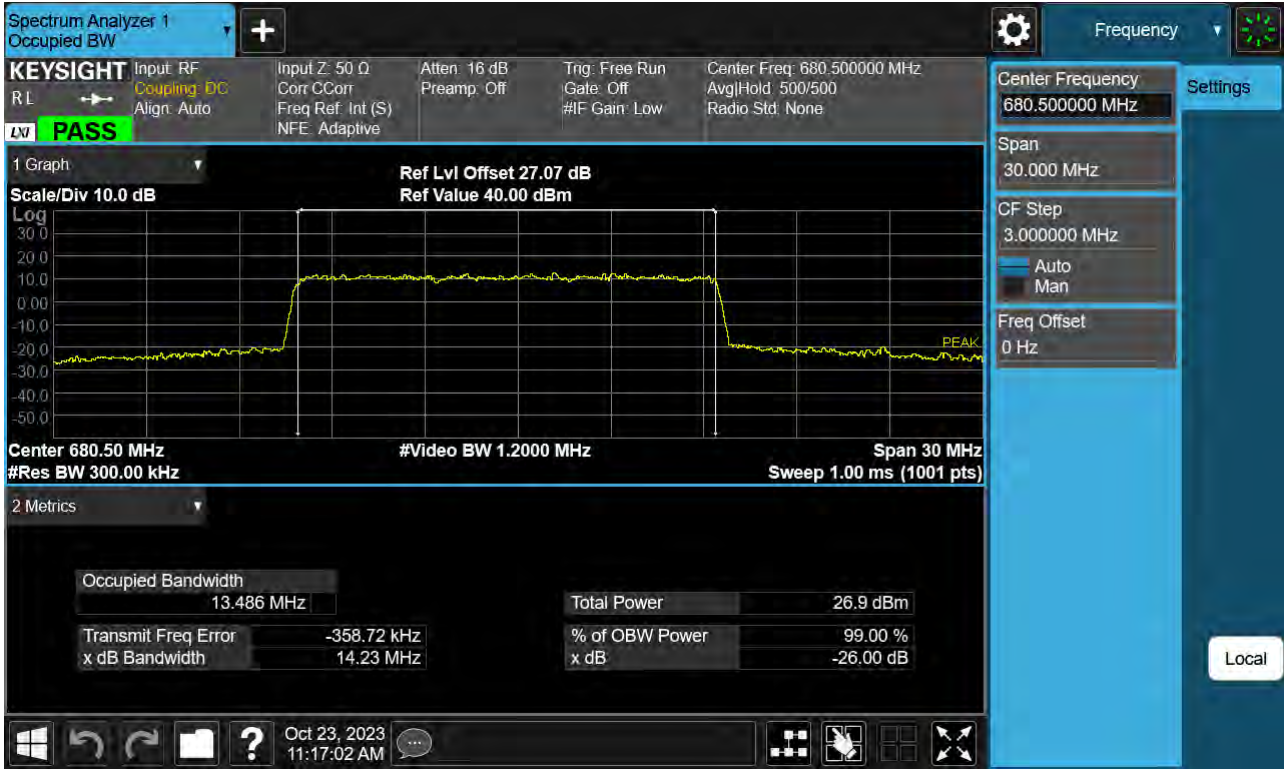 Spectrum Analyzer 1
Occupied BW
+
Frequency
KEYSIGHT
R L
LXI PASS
Input: RF
Coupling: DC
Align: Auto
Input Z: 50 Ω
Corr CCorr
Freq Ref: Int (S)
NFE: Adaptive
Atten: 16 dB
Preamp: Off
Trig: Free Run
Gate: Off
#IF Gain: Low
Center Freq: 680.500000 MHz
Avg|Hold: 500/500
Radio Std: None
1 Graph
Scale/Div 10.0 dB
Ref Lvl Offset 27.07 dB
Ref Value 40.00 dBm
Log
30.0
20.0
10.0
0.00
-10.0
-20.0
-30.0
-40.0
-50.0
PEAK
Center 680.50 MHz
#Video BW 1.2000 MHz
Span 30 MHz
#Res BW 300.00 kHz
Sweep 1.00 ms (1001 pts)
2 Metrics
Occupied Bandwidth
13.486 MHz
Transmit Freq Error -358.72 kHz
x dB Bandwidth 14.23 MHz
Total Power 26.9 dBm
% of OBW Power 99.00 %
x dB -26.00 dB
Center Frequency
680.500000 MHz
Span
30.000 MHz
CF Step
3.000000 MHz
Auto
Man
Freq Offset
0 Hz
Settings
Local
?
Oct 23, 2023
11:17:02 AM